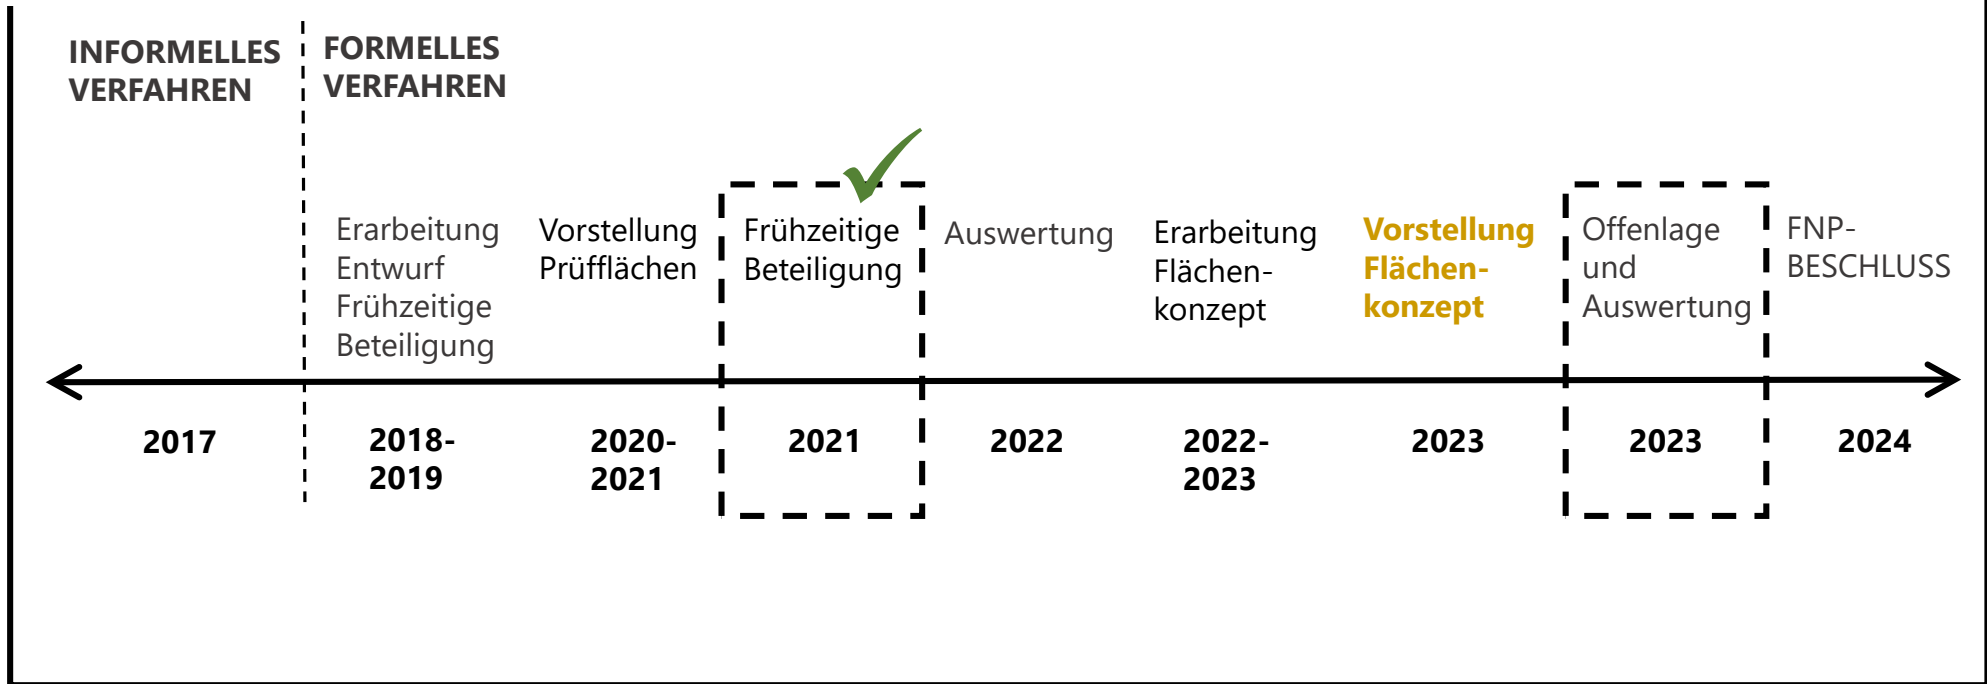 INFORMELLES
VERFAHREN
FORMELLES
VERFAHREN
Erarbeitung
Entwurf
Frühzeitige
Beteiligung
Vorstellung
Prüfflächen
Frühzeitige
Beteiligung
Auswertung
Erarbeitung
Flächen-
konzept
Vorstellung
Flächen-
konzept
Offenlage
und
Auswertung
FNP-
BESCHLUSS
2017
2018-
2019
2020-
2021
2021
2022
2022-
2023
2023
2023
2024